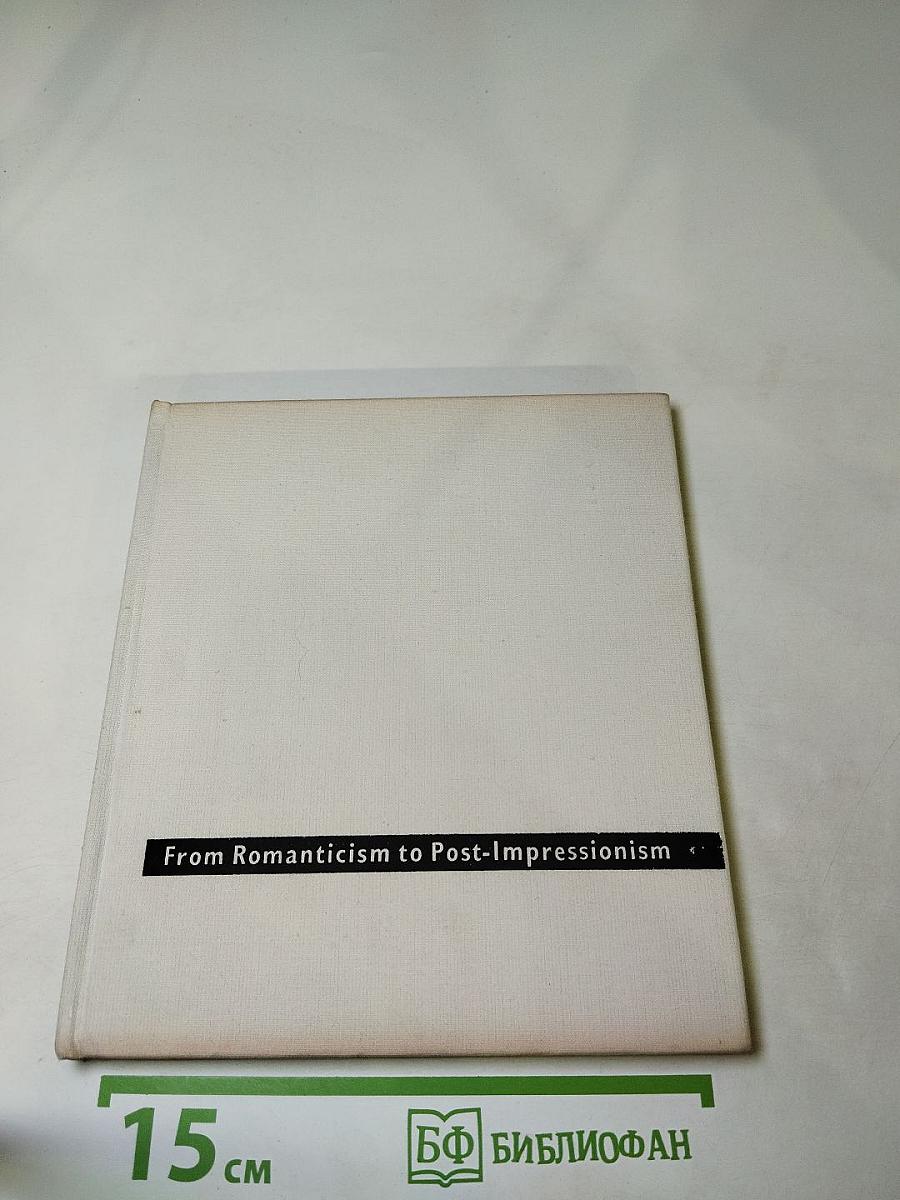 From Romanticism to Post-Impressionism
15 см
БФ БИБЛИОФАН